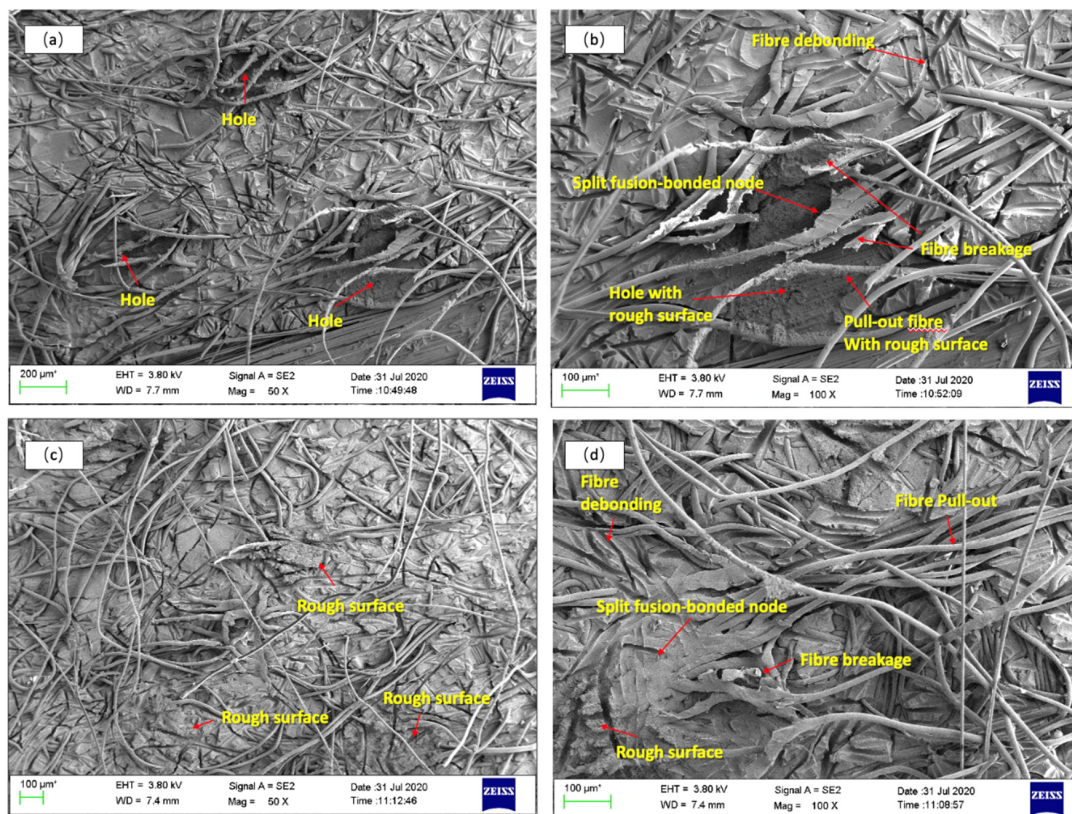 (a)
Hole
Hole
Hole
200 µm*
EHT = 3.80 kV
WD = 7.7 mm
Signal A = SE2
Mag = 50 X
Date :31 Jul 2020
Time :10:49:48
ZEISS
(b)
Fibre debonding
Split fusion-bonded node
Fibre breakage
Hole with
rough surface
Pull-out fibre
With rough surface
100 µm*
EHT = 3.80 kV
WD = 7.7 mm
Signal A = SE2
Mag = 100 X
Date :31 Jul 2020
Time :10:52:09
ZEISS
(c)
Rough surface
Rough surface
Rough surface
100 µm*
EHT = 3.80 kV
WD = 7.4 mm
Signal A = SE2
Mag = 50 X
Date :31 Jul 2020
Time :11:12:46
ZEISS
(d)
Fibre
debonding
Fibre Pull-out
Split fusion-bonded node
Fibre breakage
Rough surface
100 µm*
EHT = 3.80 kV
WD = 7.4 mm
Signal A = SE2
Mag = 100 X
Date :31 Jul 2020
Time :11:08:57
ZEISS